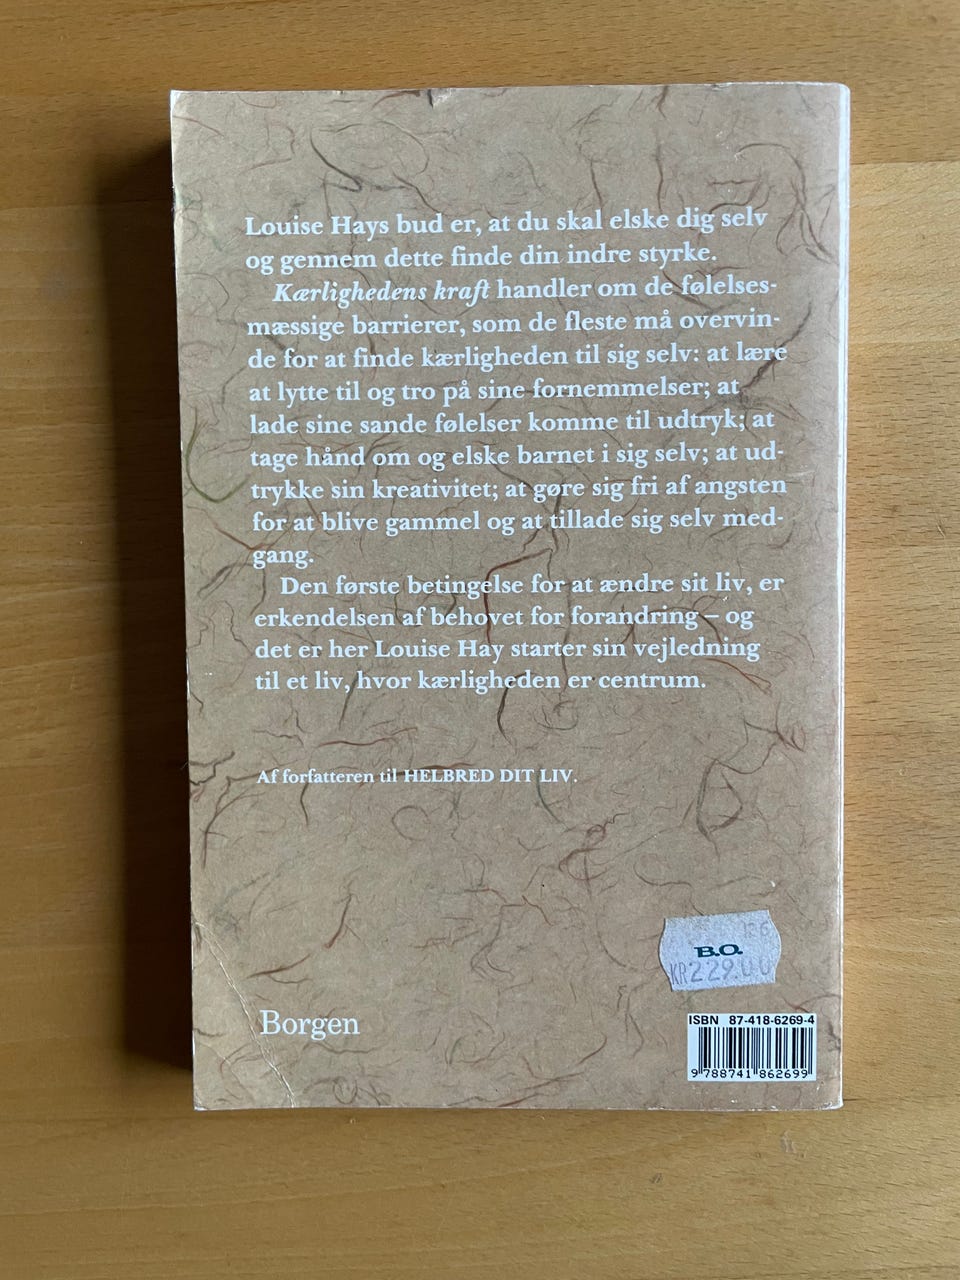 Louise Hays bud er, at du skal elske dig selv
og gennem dette finde din indre styrke.
Kærlighedens kraft handler om de følelses-
mæssige barrierer, som de fleste må overvin-
de for at finde kærligheden til sig selv: at lære
at lytte til og tro på sine fornemmelser; at
lade sine sande følelser komme til udtryk; at
tage hånd om og elske barnet i sig selv; at ud-
trykke sin kreativitet; at gøre sig fri af angsten
for at blive gammel og at tillade sig selv med-
gang.
Den første betingelse for at ændre sit liv, er
erkendelsen af behovet for forandring – og
det er her Louise Hay starter sin vejledning
til et liv, hvor kærligheden er centrum.
Af forfatteren til HELBRED DIT LIV.
B.O.
KR229.00
Borgen
ISBN 87-418-6269-4
9 788741 862699